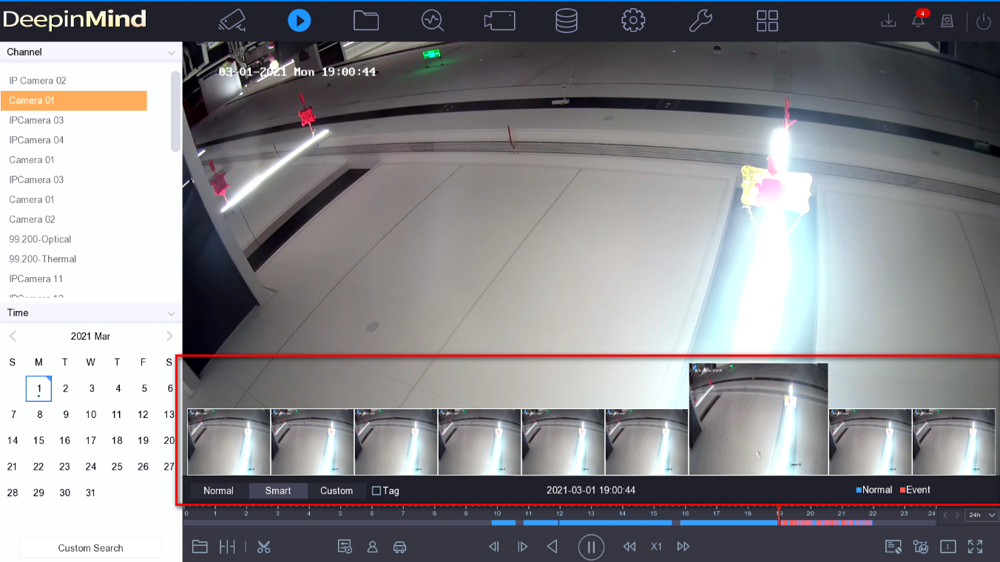 DeepinMind
4
Channel
03-01-2021 Mon 19:00:44
IP Camera 02
Camera 01
IPCamera 03
IPCamera 04
Camera 01
IPCamera 03
Camera 01
Camera 02
99.200-Optical
99.200-Thermal
IPCamera 11
Time
2021 Mar
S M T W T F S
1 2 3 4 5 6
7 8 9 10 11 12 13
14 15 16 17 18 19 20
21 22 23 24 25 26 27
28 29 30 31
Custom Search
Normal Smart Custom Tag 2021-03-01 19:00:44 Normal Event
0 1 2 3 4 5 6 7 8 9 10 11 12 13 14 15 16 17 18 19 20 21 22 23 24 24h
X1 1